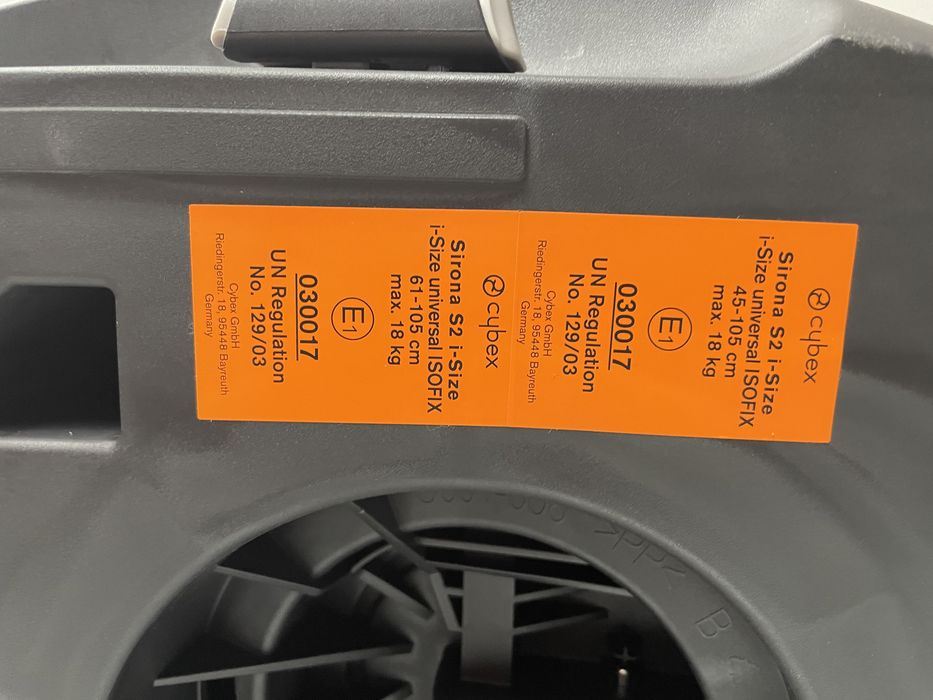 cybex
Sirona S2 i-Size
i-Size universal ISOFIX
45-105 cm
max. 18 kg
E1
030017
UN Regulation
No. 129/03
Cybex GmbH
Riedingerstr. 18, 95448 Bayreuth
Germany
cybex
Sirona S2 i-Size
i-Size universal ISOFIX
61-105 cm
max. 18 kg
E1
030017
UN Regulation
No. 129/03
Cybex GmbH
Riedingerstr. 18, 95448 Bayreuth
Germany
>PP< B